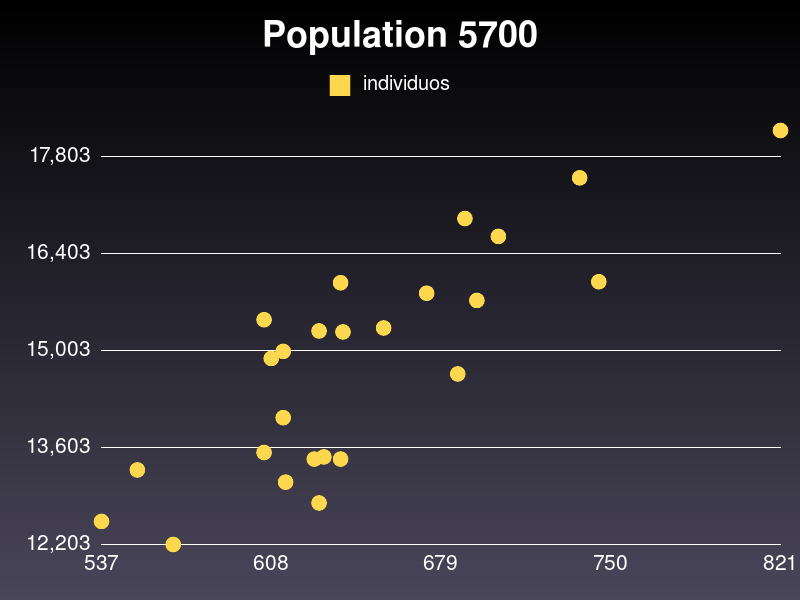 Population 5700
individuos
17,803
16,403
15,003
13,603
12,203
537 608 679 750 821